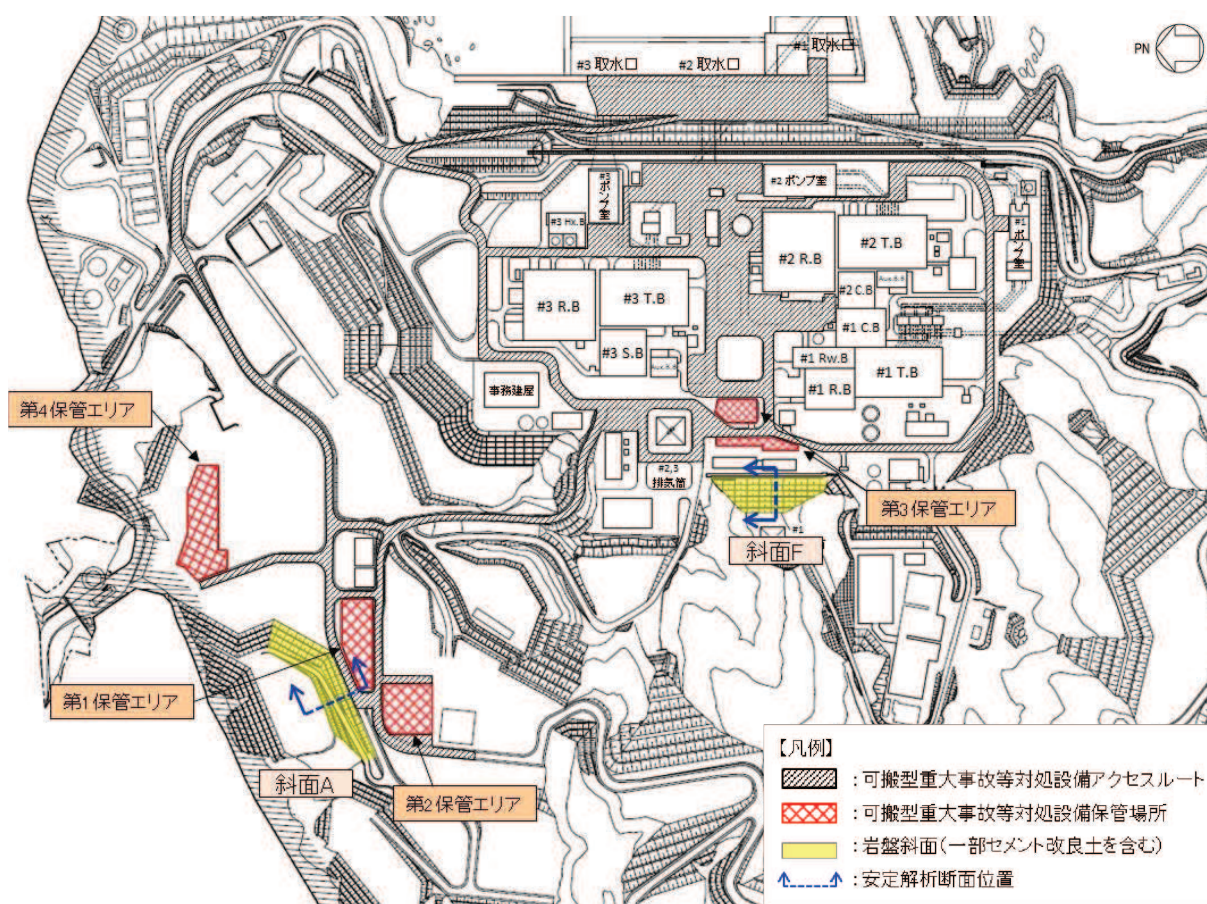 #1 取水口
#3 取水口
#2 取水口
PN
#3
ポンプ室
#2 ポンプ室
#3 Hx.B
#1
ポンプ室
#2 R.B
#2 T.B
#2 C.B
Aux.B.B
#3 R.B
#3 T.B
#1 C.B
#3 S.B
Aux.B.B
#1 Rw.B
#1 R.B
#1 T.B
事務建屋
第4保管エリア
#2,3
排気筒
第3保管エリア
#1
斜面F
第1保管エリア
斜面A
第2保管エリア
【凡例】
:可搬型重大事故等対処設備アクセスルート
:可搬型重大事故等対処設備保管場所
:岩盤斜面(一部セメント改良土を含む)
:安定解析断面位置